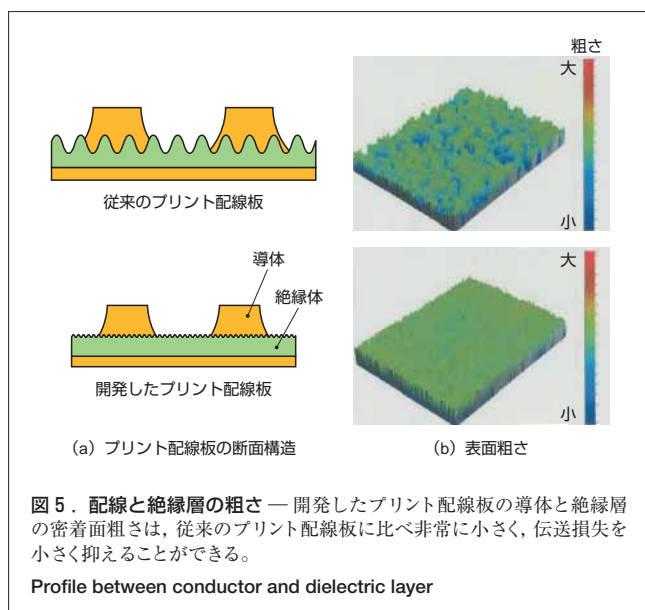 粗さ
大
小
従来のプリント配線板
大
小
導体
絶縁体
開発したプリント配線板
(a) プリント配線板の断面構造
(b) 表面粗さ
図5．配線と絶縁層の粗さ — 開発したプリント配線板の導体と絶縁層
の密着面粗さは，従来のプリント配線板に比べ非常に小さく，伝送損失を
小さく抑えることができる。
Profile between conductor and dielectric layer